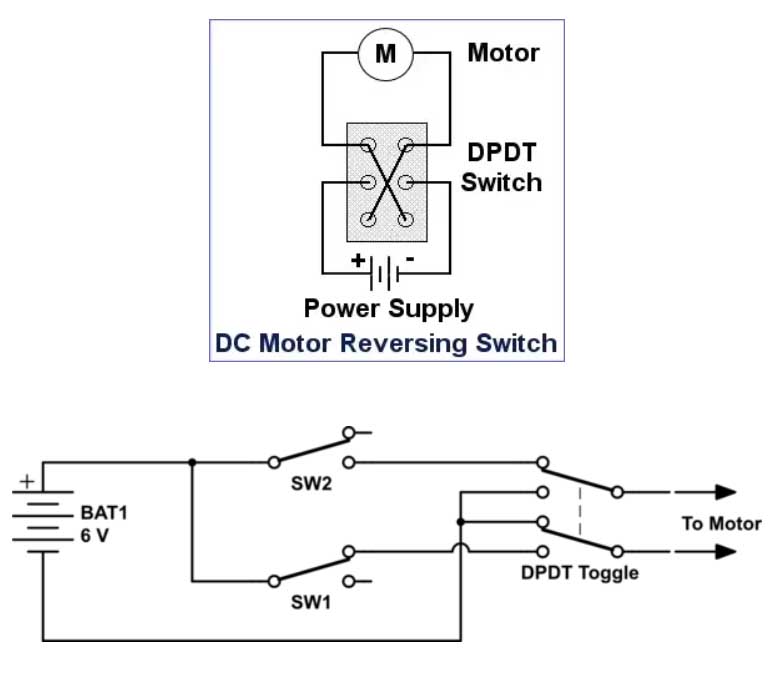 M
Motor
DPDT
Switch
+ -
Power Supply
DC Motor Reversing Switch
+
BAT1
6 V
SW2
SW1
To Motor
DPDT Toggle